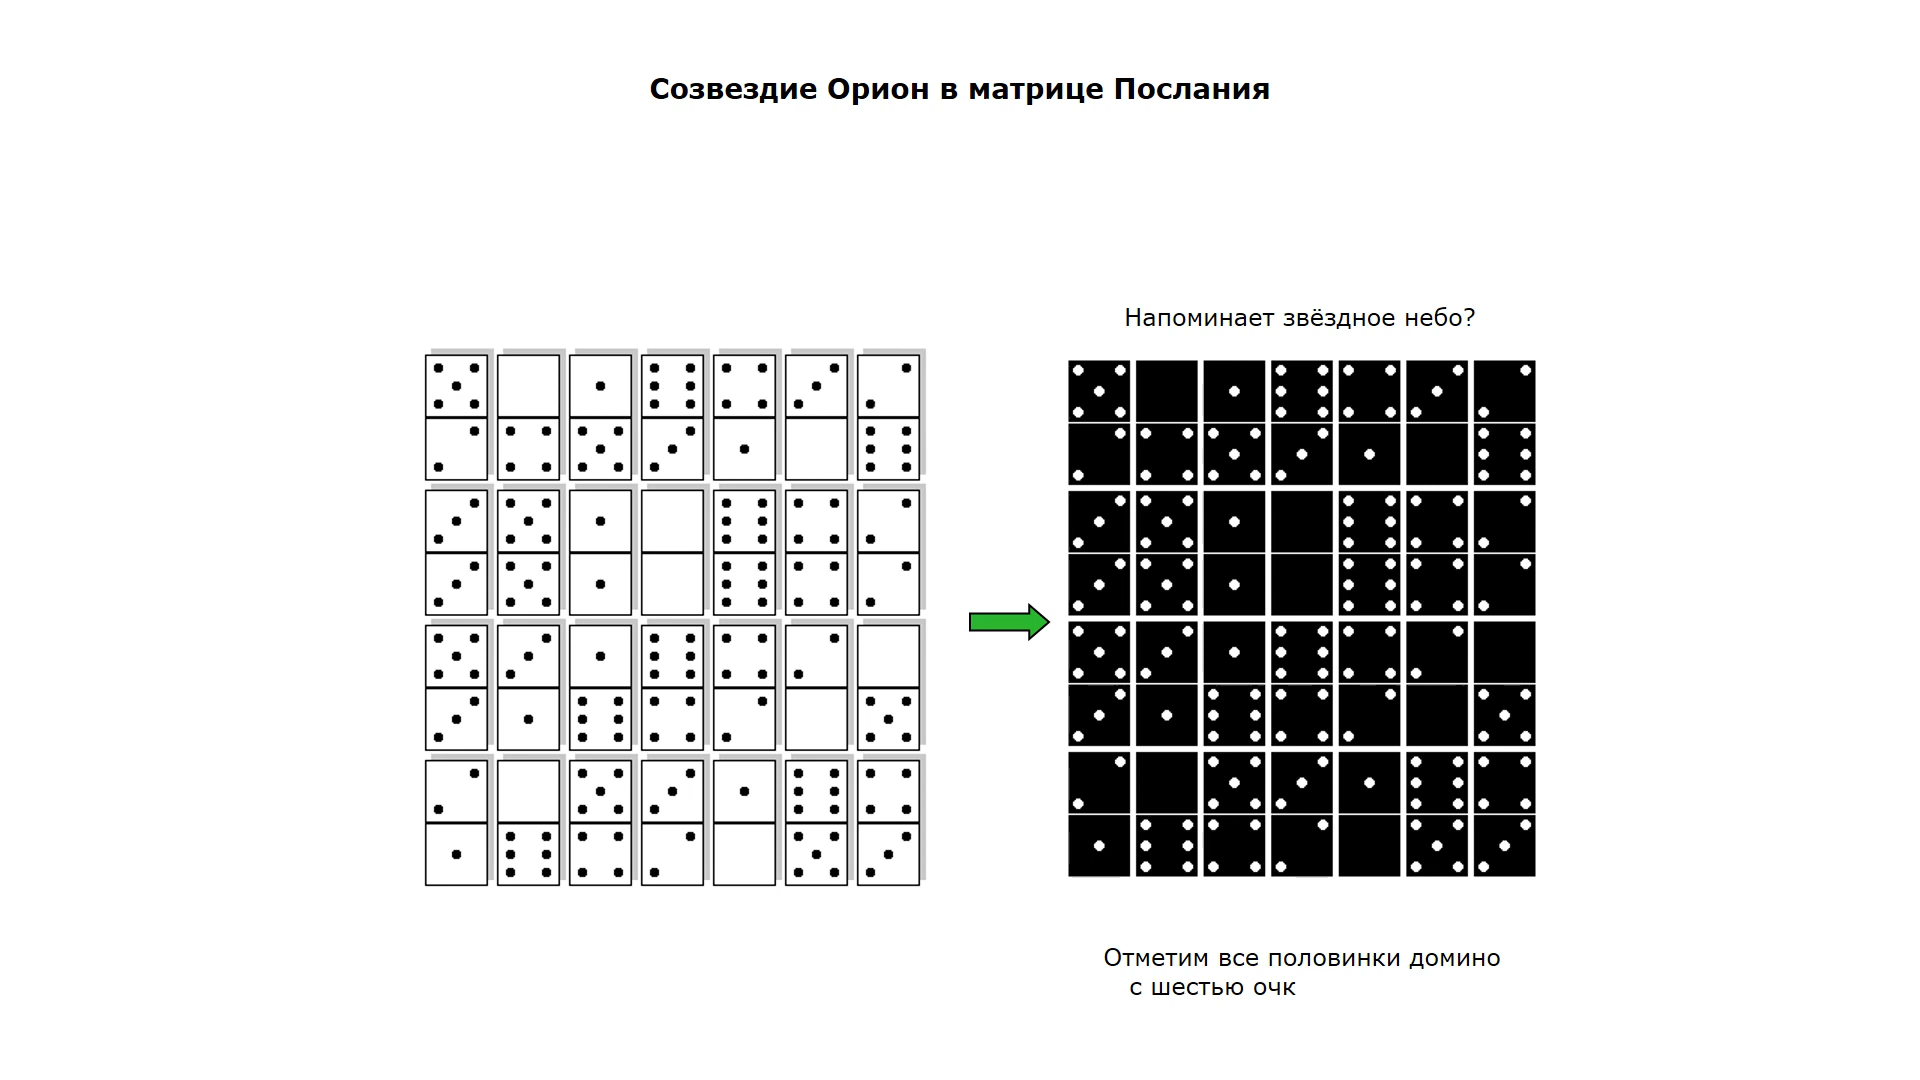 Созвездие Орион в матрице Послания
Напоминает звёздное небо?
Отметим все половинки домино
с шестью очк